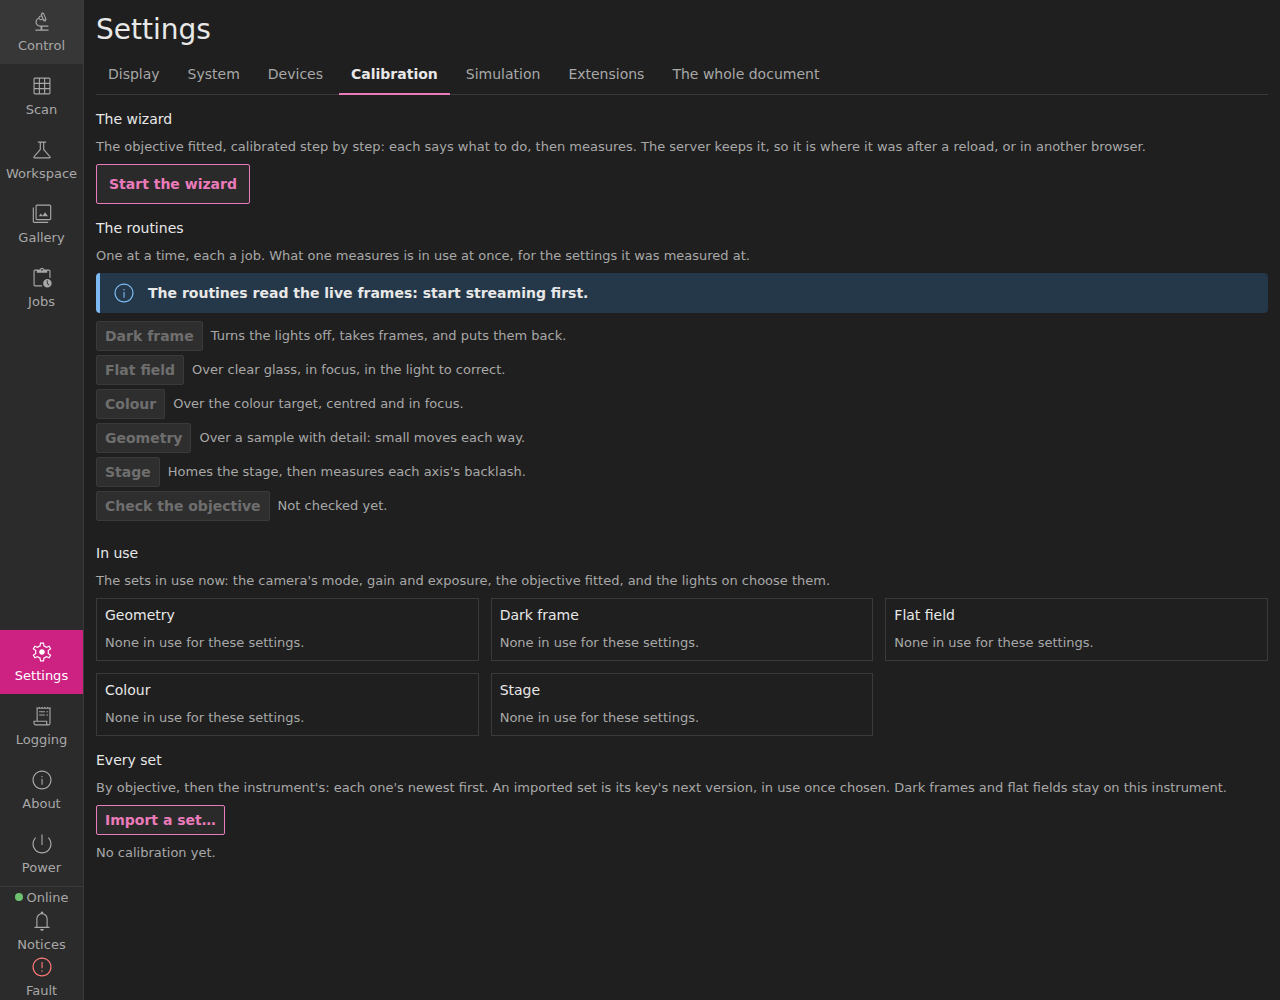 Control
Scan
Workspace
Gallery
Jobs
Settings
Logging
About
Power
Online
Notices
Fault
Settings
Display System Devices Calibration Simulation Extensions The whole document
The wizard
The objective fitted, calibrated step by step: each says what to do, then measures. The server keeps it, so it is where it was after a reload, or in another browser.
Start the wizard
The routines
One at a time, each a job. What one measures is in use at once, for the settings it was measured at.
The routines read the live frames: start streaming first.
Dark frame Turns the lights off, takes frames, and puts them back.
Flat field Over clear glass, in focus, in the light to correct.
Colour Over the colour target, centred and in focus.
Geometry Over a sample with detail: small moves each way.
Stage Homes the stage, then measures each axis's backlash.
Check the objective Not checked yet.
In use
The sets in use now: the camera's mode, gain and exposure, the objective fitted, and the lights on choose them.
Geometry
None in use for these settings.
Dark frame
None in use for these settings.
Flat field
None in use for these settings.
Colour
None in use for these settings.
Stage
None in use for these settings.
Every set
By objective, then the instrument's: each one's newest first. An imported set is its key's next version, in use once chosen. Dark frames and flat fields stay on this instrument.
Import a set...
No calibration yet.